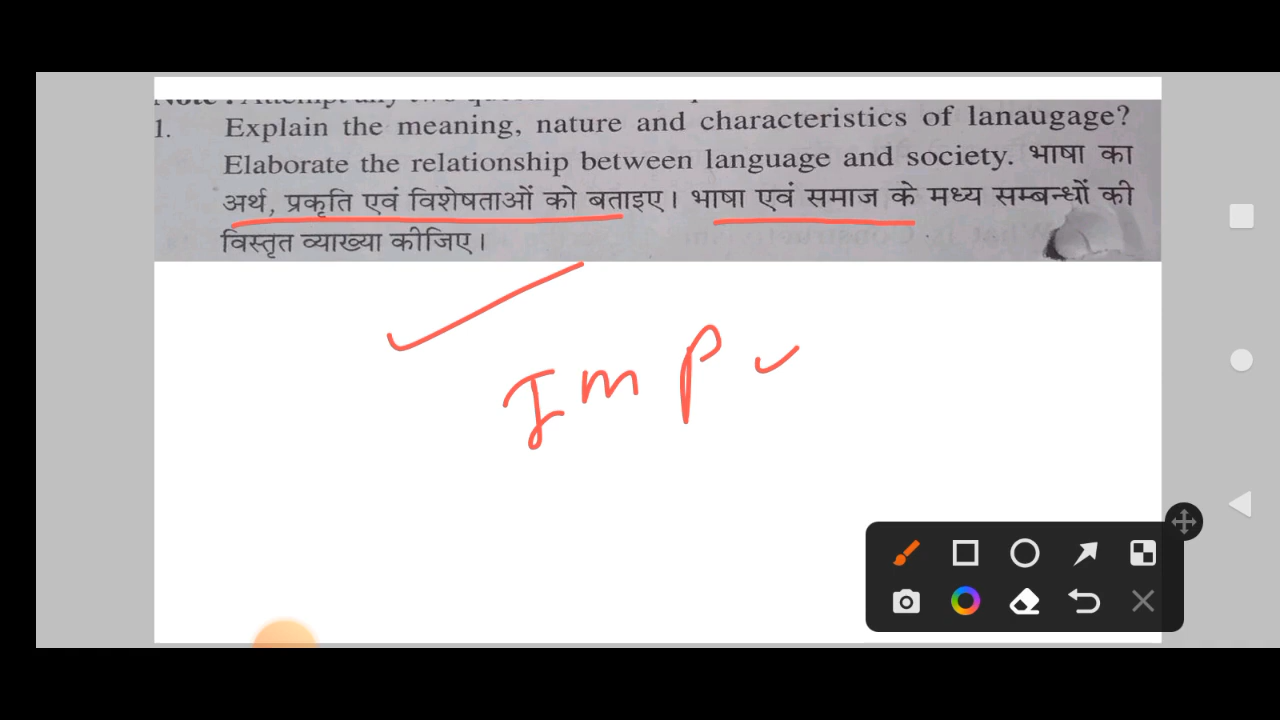 1. Explain the meaning, nature and characteristics of lanaugage?
Elaborate the relationship between language and society. भाषा का
अर्थ, प्रकृति एवं विशेषताओं को बताइए। भाषा एवं समाज के मध्य सम्बन्धों की
विस्तृत व्याख्या कीजिए।
Imp